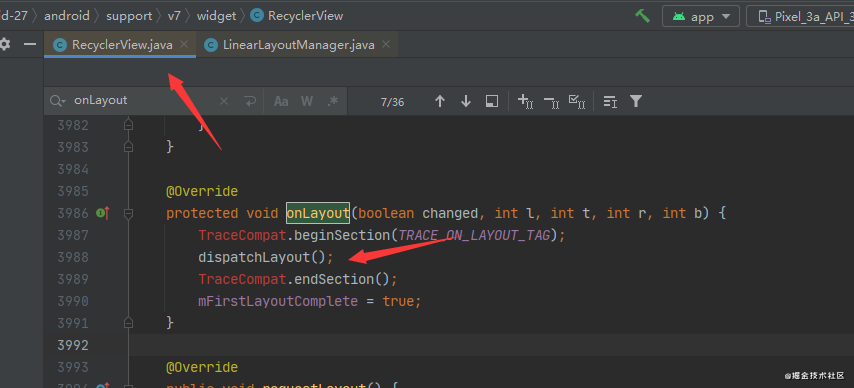 id-27 〉 android 〉 support 〉 v7 〉 widget 〉 RecyclerView
app
Pixel_3a_API_3
RecyclerView.java
LinearLayoutManager.java
onLayout
Aa W .* 7/36
3982 }
3983 }
3984
3985 @Override
3986 protected void onLayout(boolean changed, int l, int t, int r, int b) {
3987 TraceCompat.beginSection(TRACE_ON_LAYOUT_TAG);
3988 dispatchLayout();
3989 TraceCompat.endSection();
3990 mFirstLayoutComplete = true;
3991 }
3992
3993 @Override
3994 public void requestLayout() {
@掘金技术社区